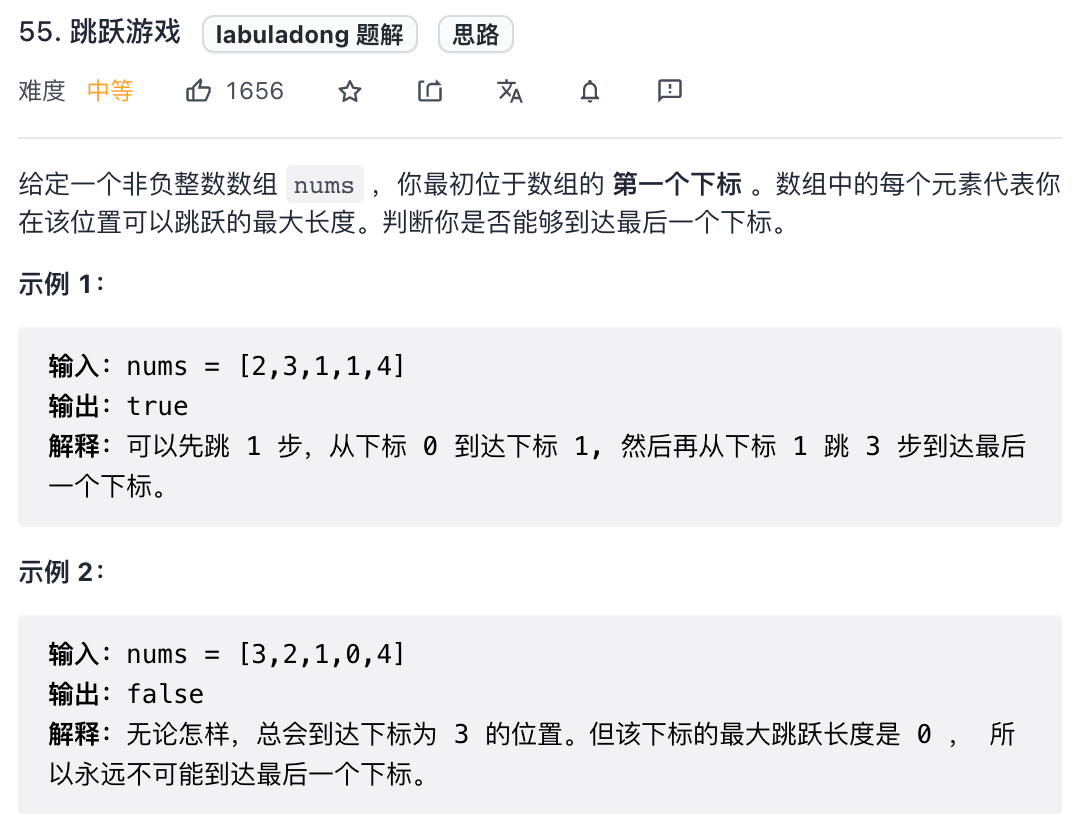 55. 跳跃游戏 labuladong 题解 思路
难度 中等 1656
给定一个非负整数数组 nums ，你最初位于数组的 第一个下标 。数组中的每个元素代表你
在该位置可以跳跃的最大长度。判断你是否能够到达最后一个下标。
示例 1：
输入：nums = [2,3,1,1,4]
输出：true
解释：可以先跳 1 步，从下标 0 到达下标 1, 然后再从下标 1 跳 3 步到达最后
一个下标。
示例 2：
输入：nums = [3,2,1,0,4]
输出：false
解释：无论怎样，总会到达下标为 3 的位置。但该下标的最大跳跃长度是 0 ， 所
以永远不可能到达最后一个下标。